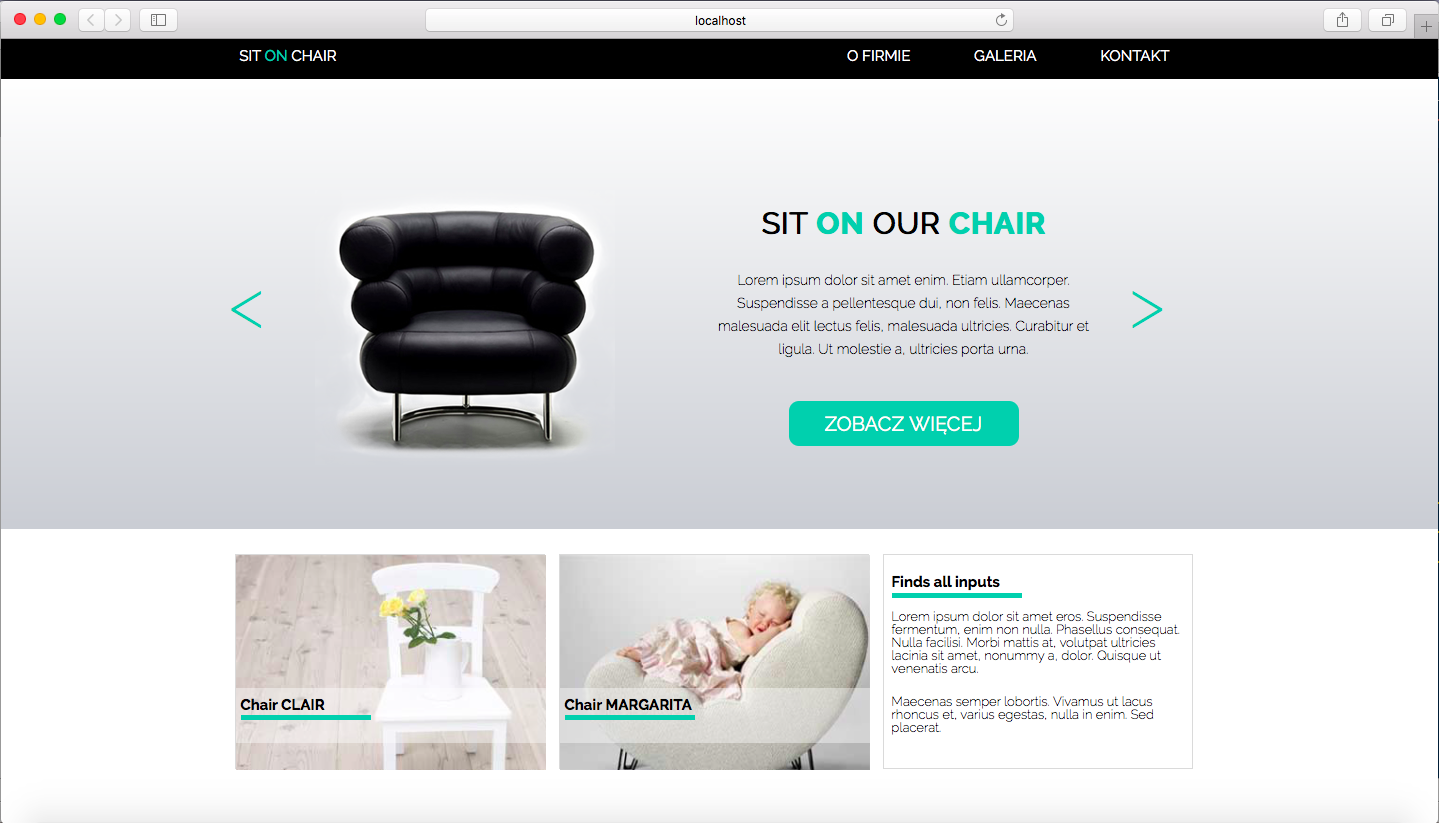 localhost
SIT ON CHAIR
O FIRMIE
GALERIA
KONTAKT
SIT ON OUR CHAIR
Lorem ipsum dolor sit amet enim. Etiam ullamcorper.
Suspendisse a pellentesque dui, non felis. Maecenas
malesuada elit lectus felis, malesuada ultricies. Curabitur et
ligula. Ut molestie a, ultricies porta urna.
ZOBACZ WIĘCEJ
Chair CLAIR
Chair MARGARITA
Finds all inputs
Lorem ipsum dolor sit amet eros. Suspendisse
fermentum, enim non nulla. Phasellus consequat.
Nulla facilisi. Morbi mattis at, volutpat ultricies
lacinia sit amet, nonummy a, dolor. Quisque ut
venenatis arcu.
Maecenas semper lobortis. Vivamus ut lacus
rhoncus et, varius egestas, nulla in enim. Sed
placerat.